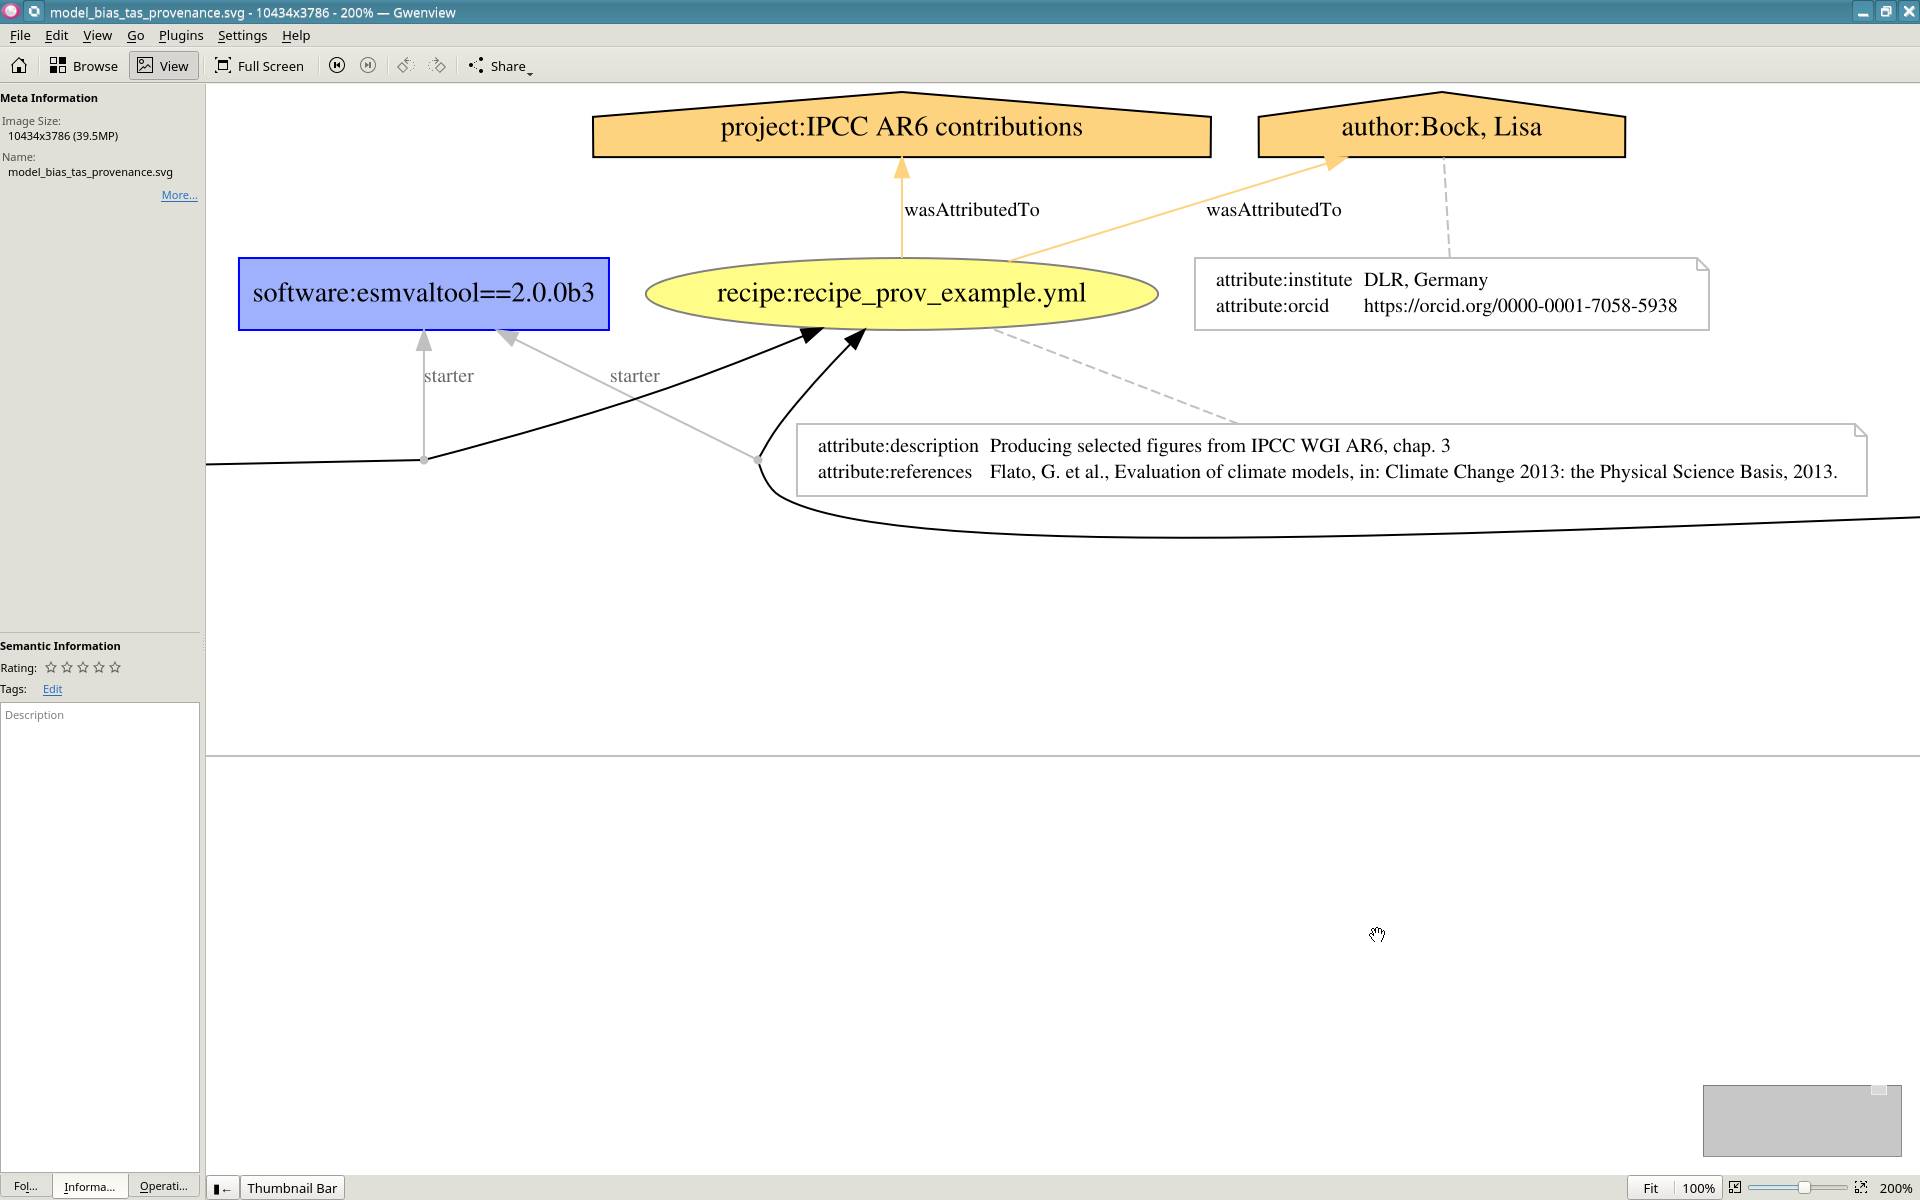 model_bias_tas_provenance.svg - 10434x3786 - 200% — Gwenview
File Edit View Go Plugins Settings Help
Browse View Full Screen Share
Meta Information
Image Size:
10434x3786 (39.5MP)
Name:
model_bias_tas_provenance.svg
More...
project:IPCC AR6 contributions
author:Bock, Lisa
wasAttributedTo
wasAttributedTo
software:esmvaltool==2.0.0b3
recipe:recipe_prov_example.yml
attribute:institute DLR, Germany
attribute:orcid https://orcid.org/0000-0001-7058-5938
starter
starter
attribute:description Producing selected figures from IPCC WGI AR6, chap. 3
attribute:references Flato, G. et al., Evaluation of climate models, in: Climate Change 2013: the Physical Science Basis, 2013.
Semantic Information
Rating:
Tags: Edit
Description
Fol... Informa... Operati...
Thumbnail Bar
Fit 100% 200%